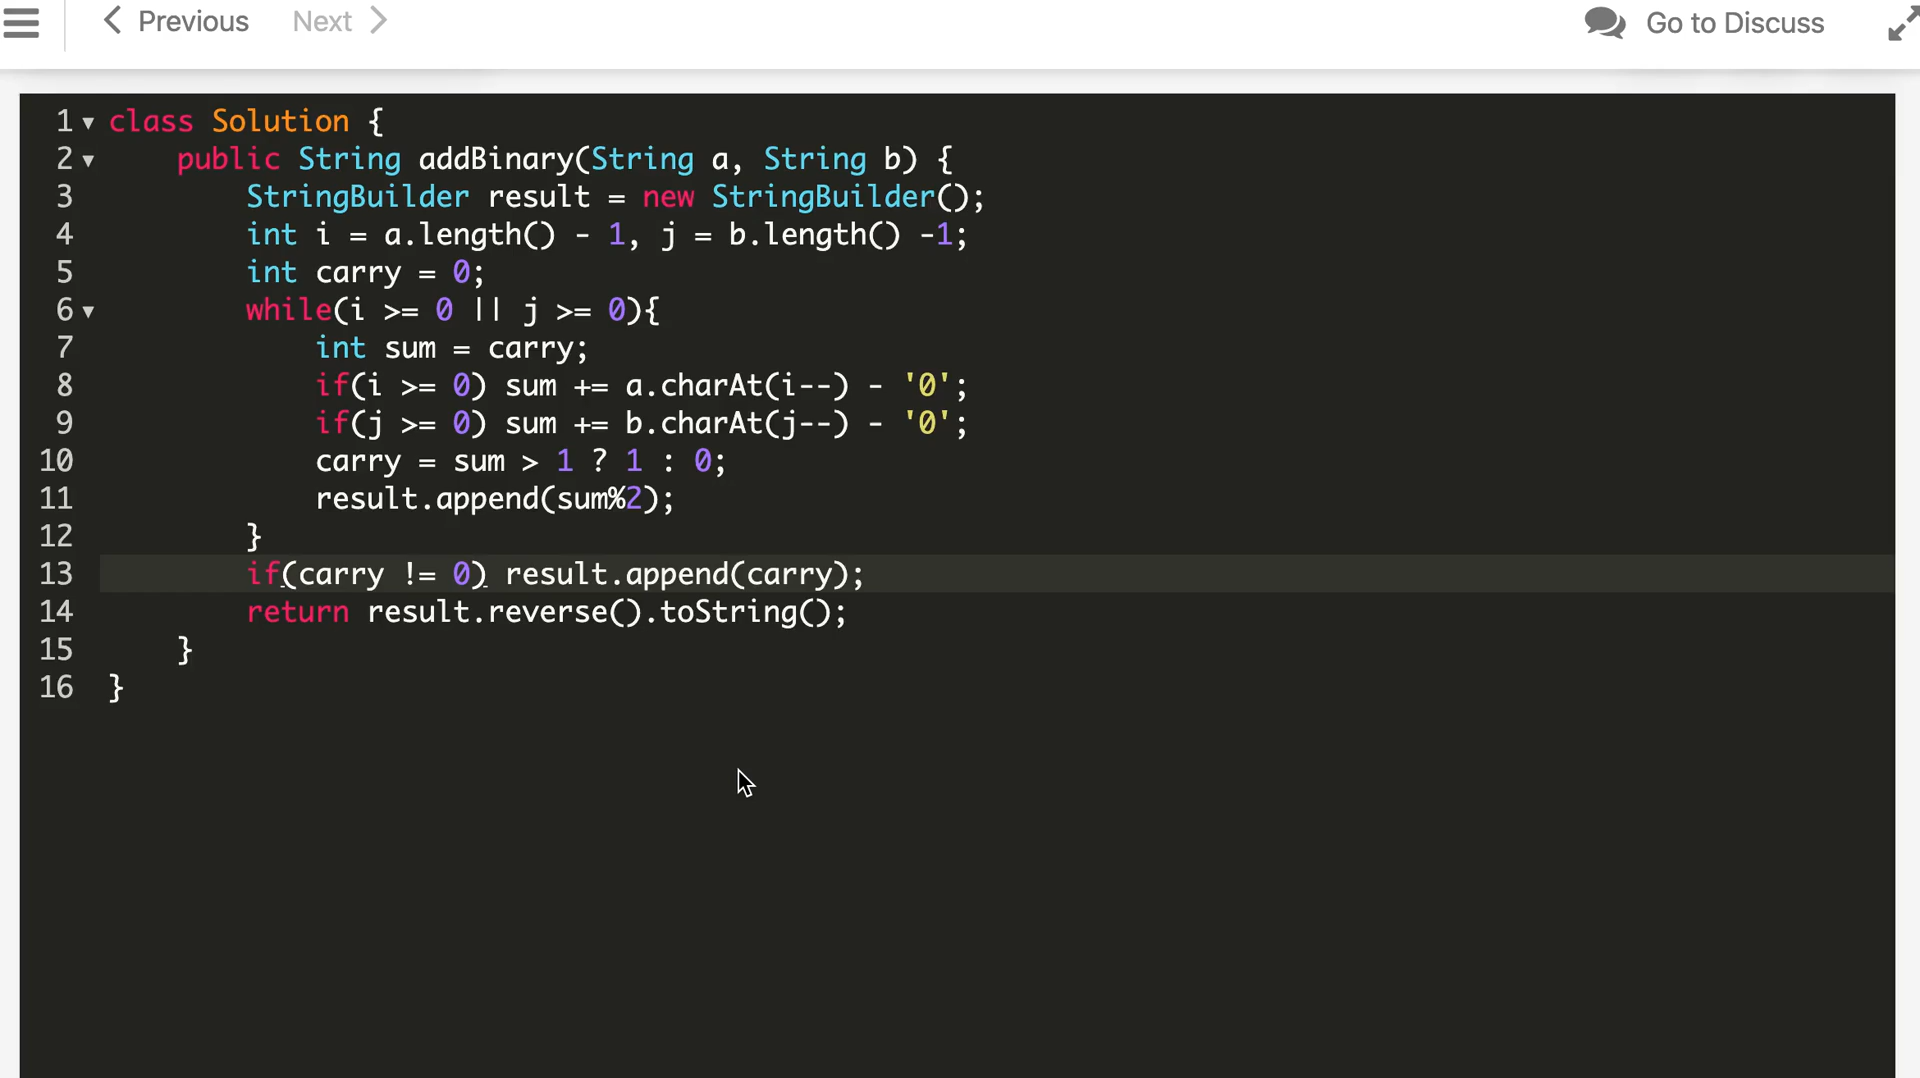 Previous Next Go to Discuss
1 class Solution {
2 public String addBinary(String a, String b) {
3 StringBuilder result = new StringBuilder();
4 int i = a.length() - 1, j = b.length() -1;
5 int carry = 0;
6 while(i >= 0 || j >= 0){
7 int sum = carry;
8 if(i >= 0) sum += a.charAt(i--) - '0';
9 if(j >= 0) sum += b.charAt(j--) - '0';
10 carry = sum > 1 ? 1 : 0;
11 result.append(sum%2);
12 }
13 if(carry != 0) result.append(carry);
14 return result.reverse().toString();
15 }
16 }